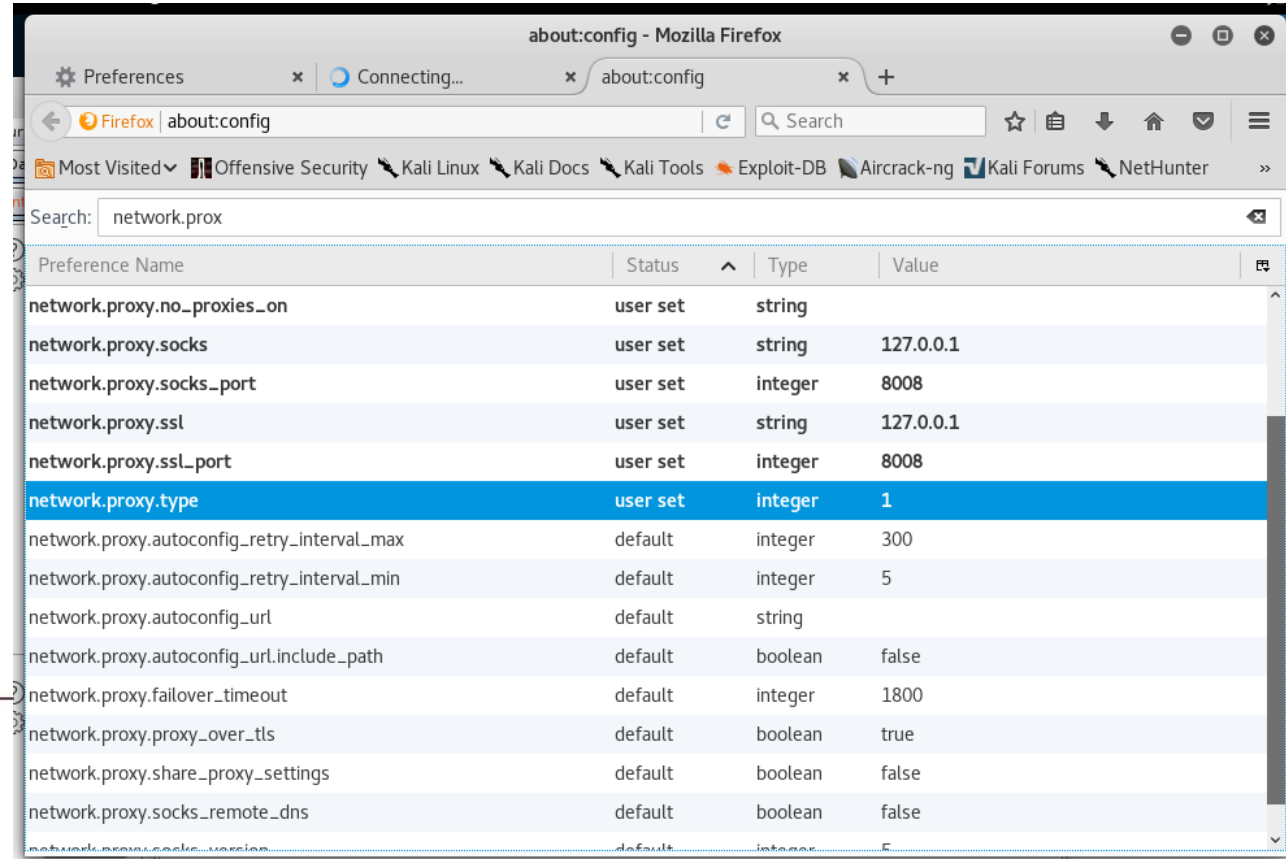 about:config - Mozilla Firefox
Preferences Connecting... about:config
Firefox about:config Search
Most Visited Offensive Security Kali Linux Kali Docs Kali Tools Exploit-DB Aircrack-ng Kali Forums NetHunter »
Search: network.prox
Preference Name Status Type Value
network.proxy.no_proxies_on user set string
network.proxy.socks user set string 127.0.0.1
network.proxy.socks_port user set integer 8008
network.proxy.ssl user set string 127.0.0.1
network.proxy.ssl_port user set integer 8008
network.proxy.type user set integer 1
network.proxy.autoconfig_retry_interval_max default integer 300
network.proxy.autoconfig_retry_interval_min default integer 5
network.proxy.autoconfig_url default string
network.proxy.autoconfig_url.include_path default boolean false
network.proxy.failover_timeout default integer 1800
network.proxy.proxy_over_tls default boolean true
network.proxy.share_proxy_settings default boolean false
network.proxy.socks_remote_dns default boolean false
network.proxy.socks_version default integer 5